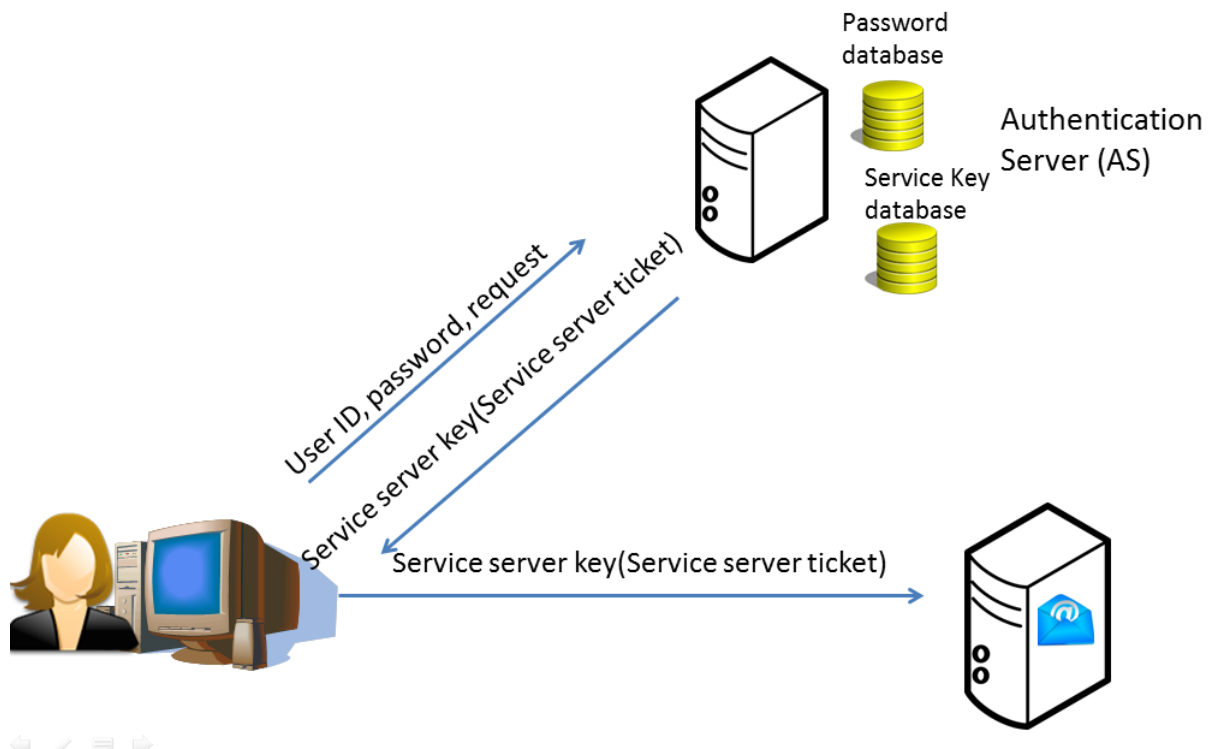 Password
database
Authentication
Server (AS)
Service Key
database
User ID, password, request
Service server key(Service server ticket)
Service server key(Service server ticket)
@